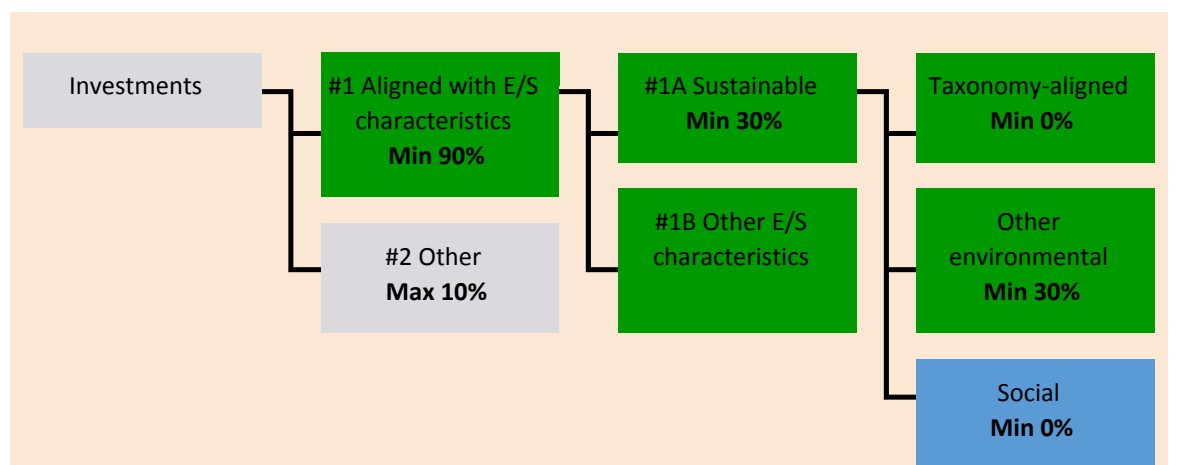 Investments
#1 Aligned with E/S
characteristics
Min 90%
#2 Other
Max 10%
#1A Sustainable
Min 30%
#1B Other E/S
characteristics
Taxonomy-aligned
Min 0%
Other
environmental
Min 30%
Social
Min 0%